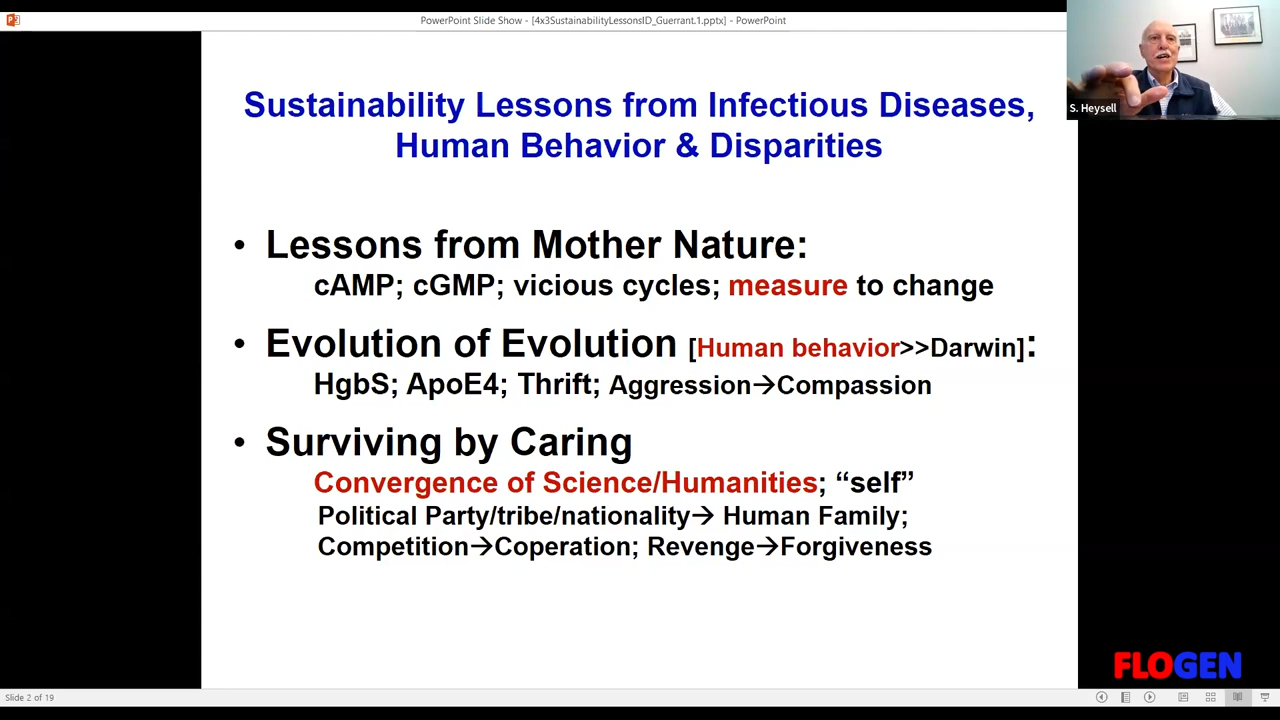 PowerPoint Slide Show - [4x3SustainabilityLessonsID_Guerrant.1.pptx] - PowerPoint
S. Heysell
Sustainability Lessons from Infectious Diseases,
Human Behavior & Disparities
• Lessons from Mother Nature:
cAMP; cGMP; vicious cycles; measure to change
• Evolution of Evolution [Human behavior>>Darwin]:
HgbS; ApoE4; Thrift; Aggression→Compassion
• Surviving by Caring
Convergence of Science/Humanities; “self”
Political Party/tribe/nationality→ Human Family;
Competition→Coperation; Revenge→Forgiveness
FLOGEN
Slide 2 of 19